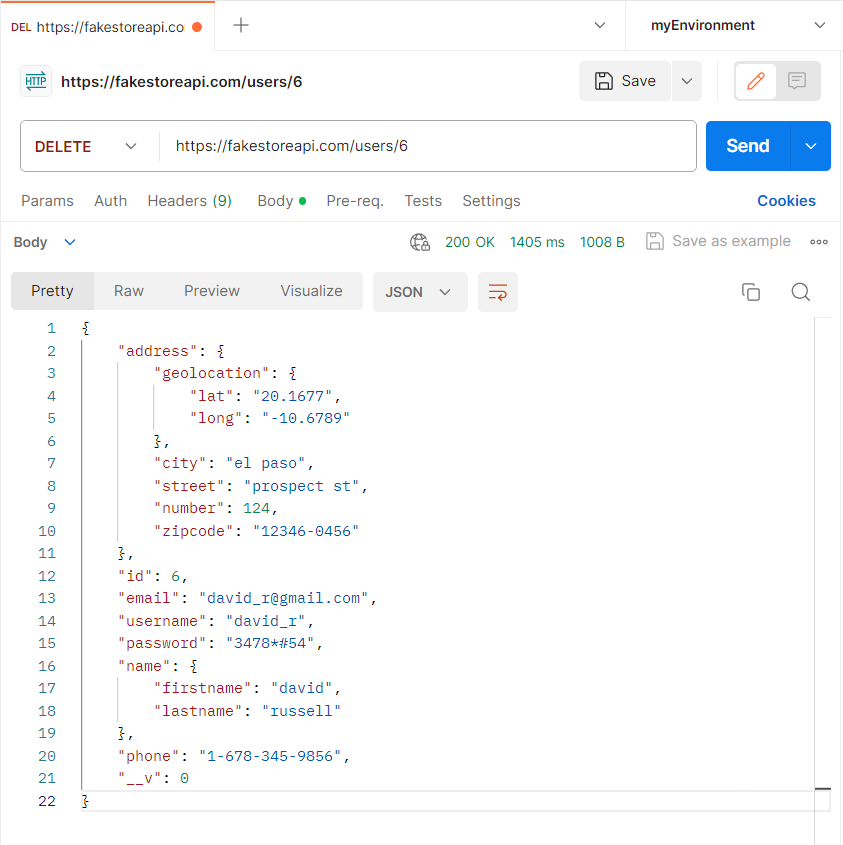 DEL https://fakestoreapi.co
myEnvironment
HTTP https://fakestoreapi.com/users/6 Save
DELETE https://fakestoreapi.com/users/6 Send
Params Auth Headers (9) Body Pre-req. Tests Settings Cookies
Body 200 OK 1405 ms 1008 B Save as example
Pretty Raw Preview Visualize JSON
1 {
2 "address": {
3 "geolocation": {
4 "lat": "20.1677",
5 "long": "-10.6789"
6 },
7 "city": "el paso",
8 "street": "prospect st",
9 "number": 124,
10 "zipcode": "12346-0456"
11 },
12 "id": 6,
13 "email": "david_r@gmail.com",
14 "username": "david_r",
15 "password": "3478*#54",
16 "name": {
17 "firstname": "david",
18 "lastname": "russell"
19 },
20 "phone": "1-678-345-9856",
21 "__v": 0
22 }